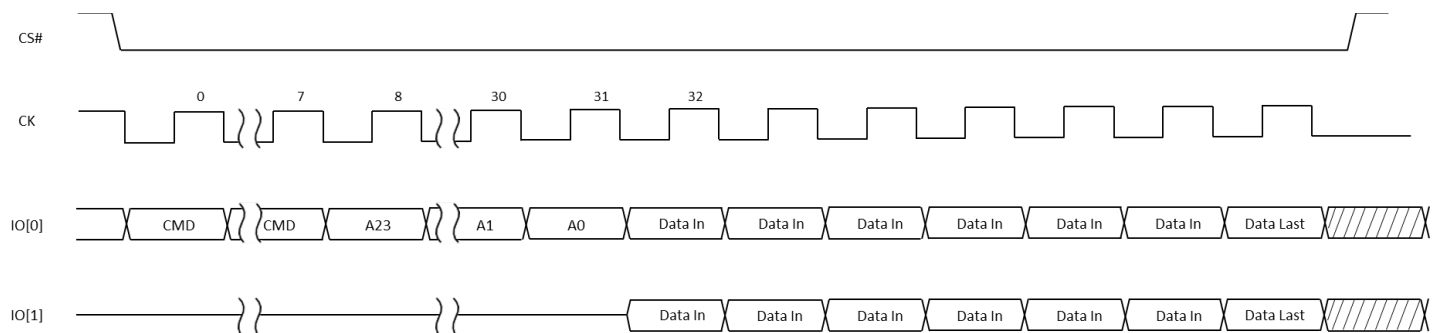 CS#
CK 0 7 8 30 31 32
IO[0] CMD CMD A23 A1 A0 Data In Data In Data In Data In Data In Data In Data Last
IO[1] Data In Data In Data In Data In Data In Data In Data Last